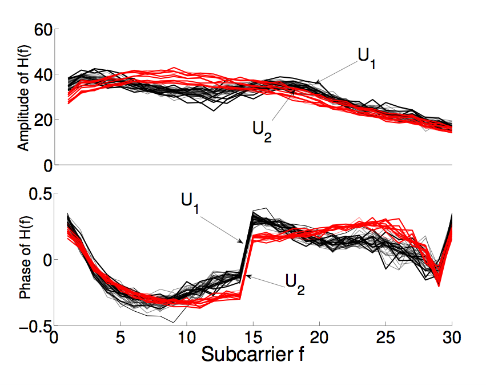 60
40
20
0
Amplitude of H(f)
U1
U2
0.5
0
−0.5
Phase of H(f)
U1
U2
0 5 10 15 20 25 30
Subcarrier f